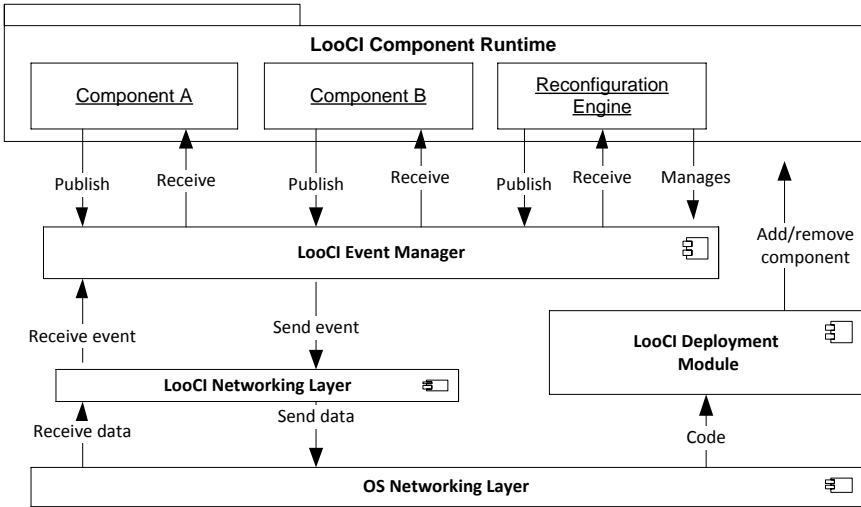 LooCI Component Runtime
Component A
Component B
Reconfiguration
Engine
Publish
Receive
Publish
Receive
Publish
Receive
Manages
LooCI Event Manager
Add/remove
component
Receive event
Send event
LooCI Deployment
Module
LooCI Networking Layer
Receive data
Send data
Code
OS Networking Layer